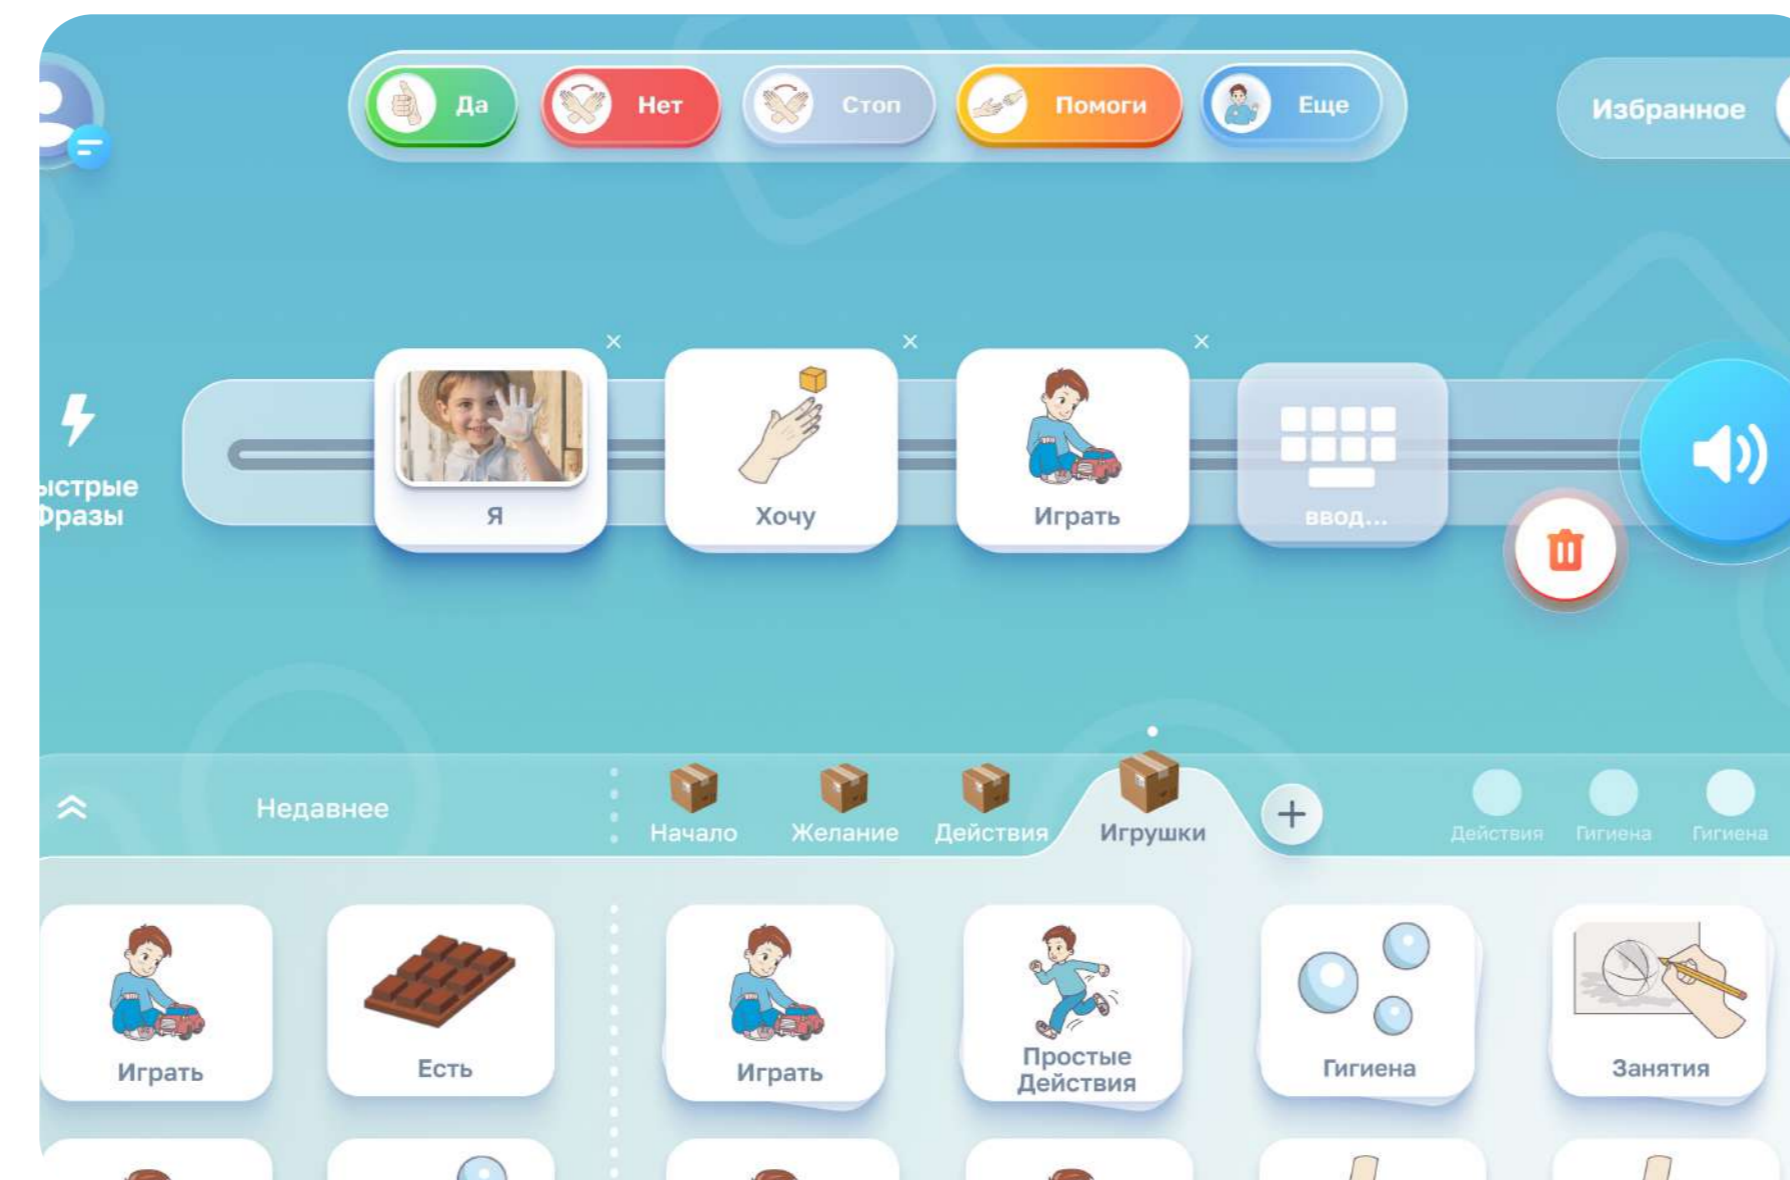 Да
Нет
Стоп
Помоги
Еще
Избранное
ыстрые
Фразы
Я
Хочу
Играть
ввод...
Недавнее
Начало
Желание
Действия
Игрушки
Действия
Гигиена
Гигиена
Играть
Есть
Играть
Простые
Действия
Гигиена
Занятия